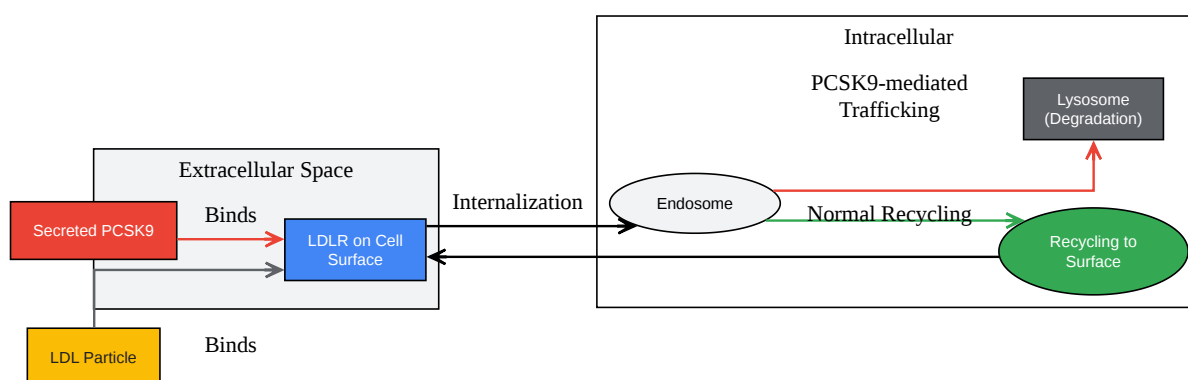 Intracellular
PCSK9-mediated
Trafficking
Lysosome
(Degradation)
Extracellular Space
Internalization
Endosome
Secreted PCSK9
Binds
Normal Recycling
LDLR on Cell
Surface
Recycling to
Surface
LDL Particle
Binds